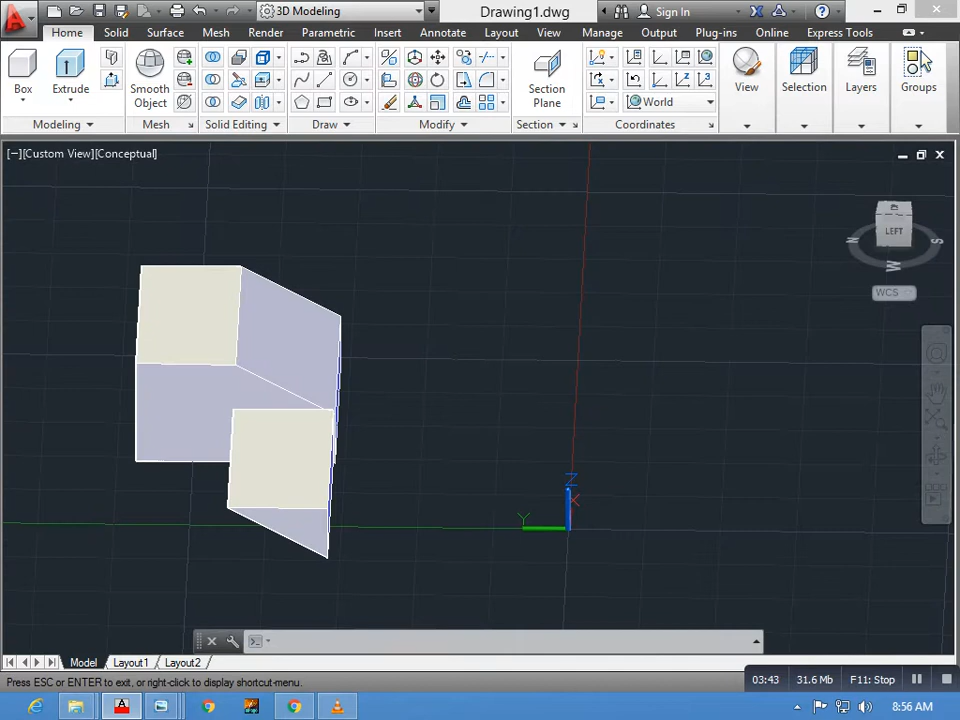 3D Modeling
Drawing1.dwg
Sign In
Home Solid Surface Mesh Render Parametric Insert Annotate Layout View Manage Output Plug-ins Online Express Tools
Box
Extrude
Smooth Object
Section Plane
World
View
Selection
Layers
Groups
Modeling
Mesh
Solid Editing
Draw
Modify
Section
Coordinates
[−][Custom View][Conceptual]
LEFT
N
S
W
WCS
Z
X
Y
Model Layout1 Layout2
Press ESC or ENTER to exit, or right-click to display shortcut-menu.
03:43 31.6 Mb F11: Stop
8:56 AM